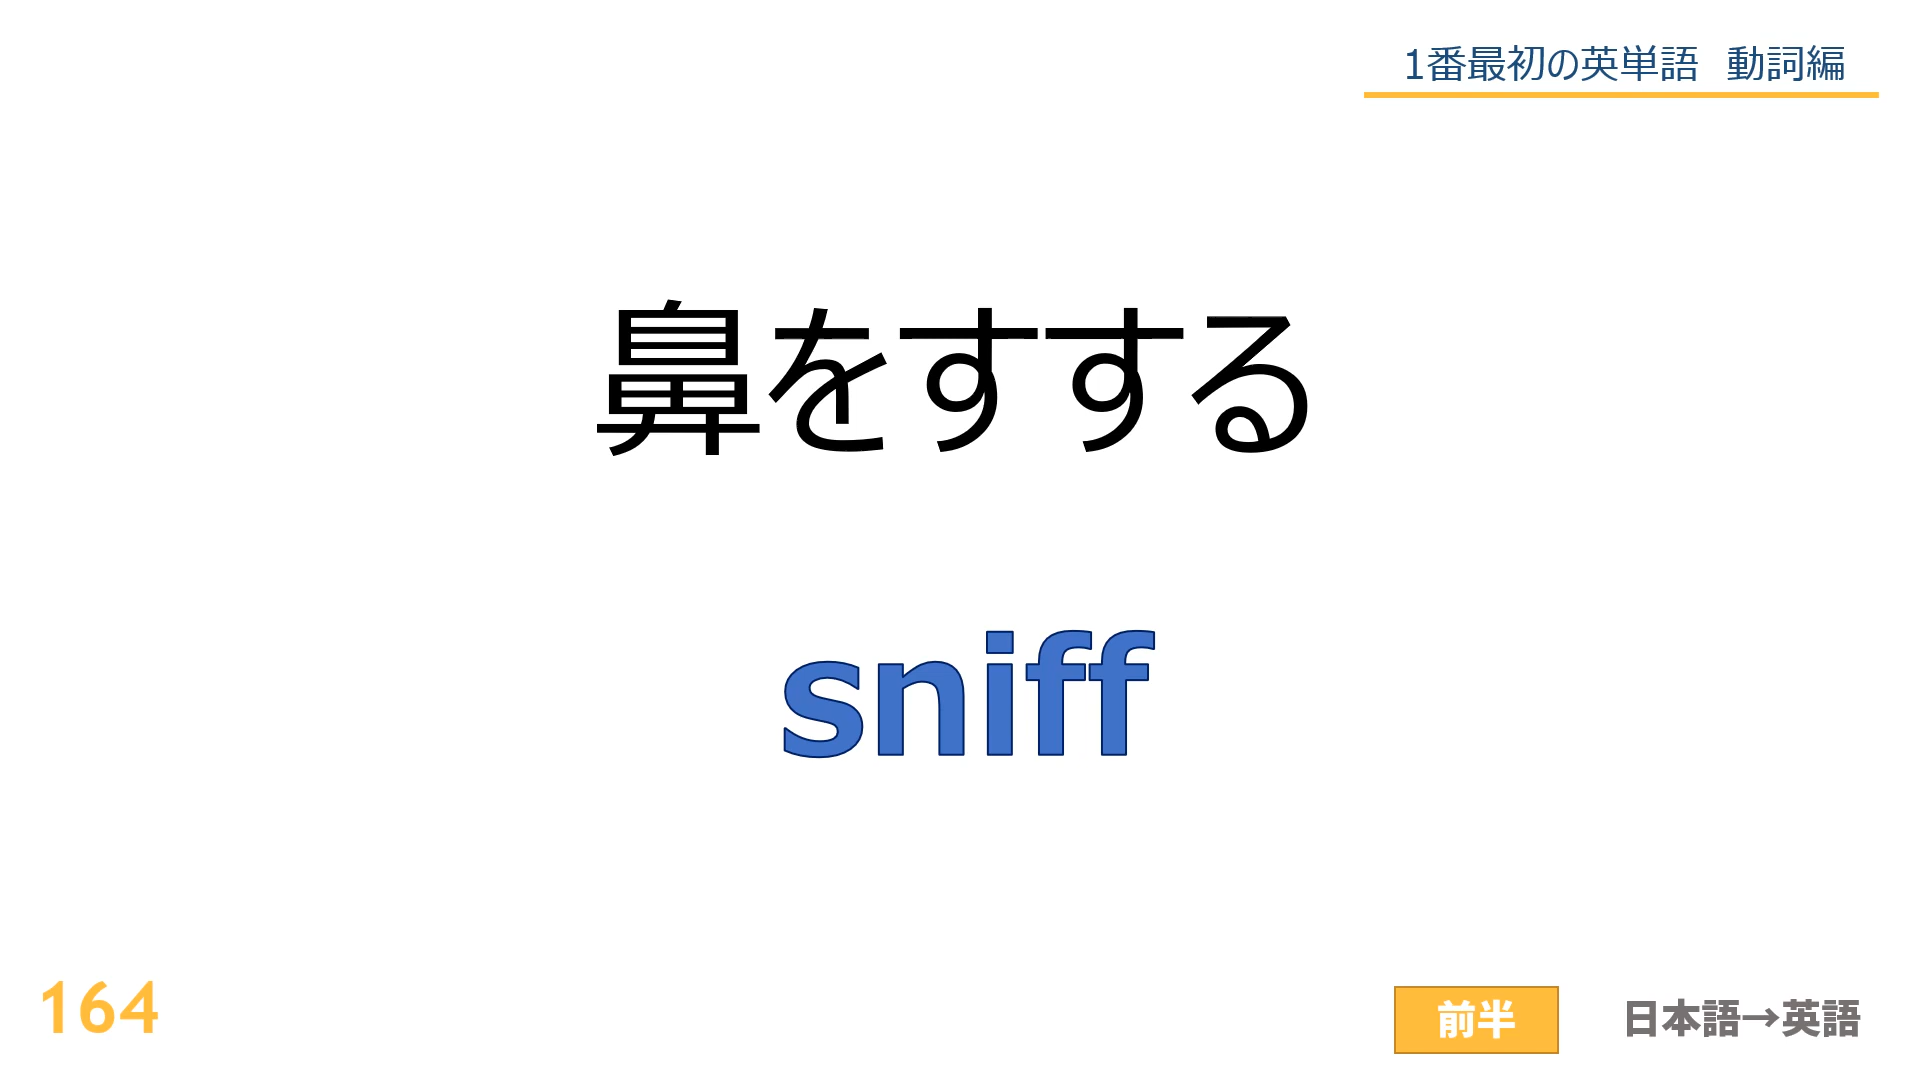 1番最初の英単語　動詞編
鼻をすする
sniff
164
前半
日本語→英語